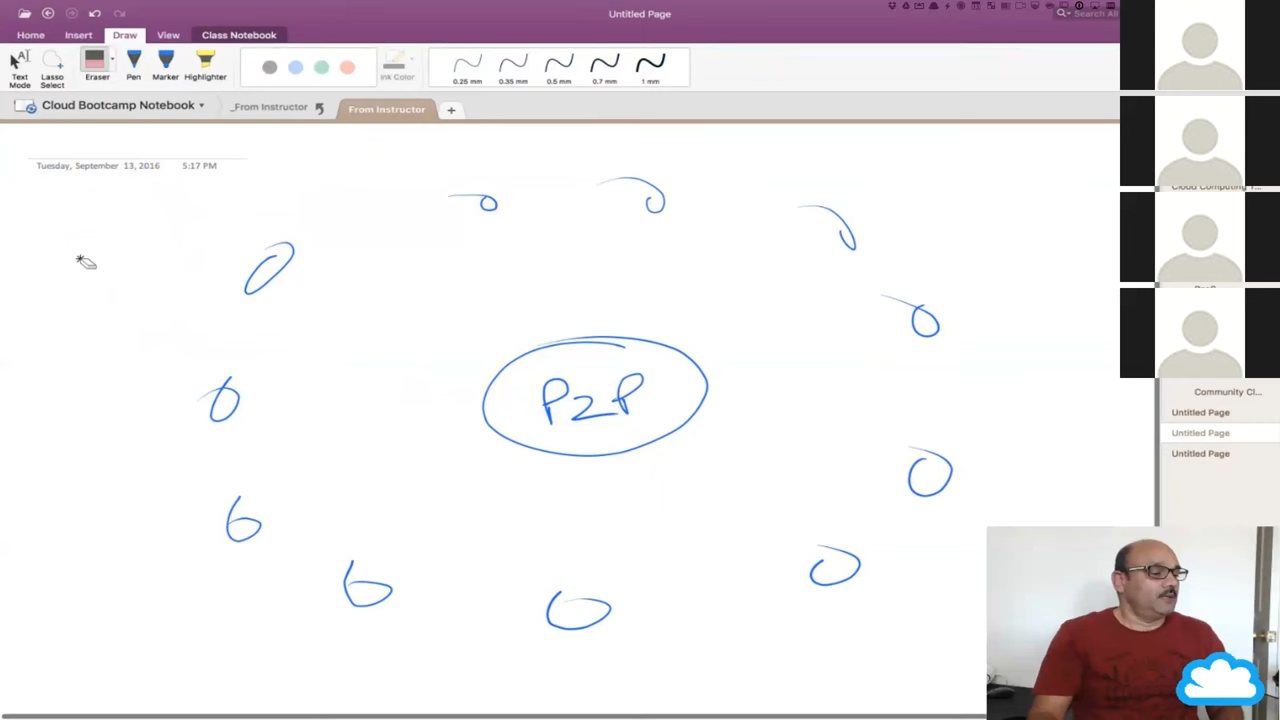 Untitled Page
Search All
Home Insert Draw View Class Notebook
Text Mode
Lasso Select
Eraser
Pen
Marker
Highlighter
Ink Color
0.25 mm 0.35 mm 0.5 mm 0.7 mm 1 mm
Cloud Bootcamp Notebook
_From Instructor
From Instructor
Tuesday, September 13, 2016 5:17 PM
P2P
Community Cl...
Untitled Page
Untitled Page
Untitled Page